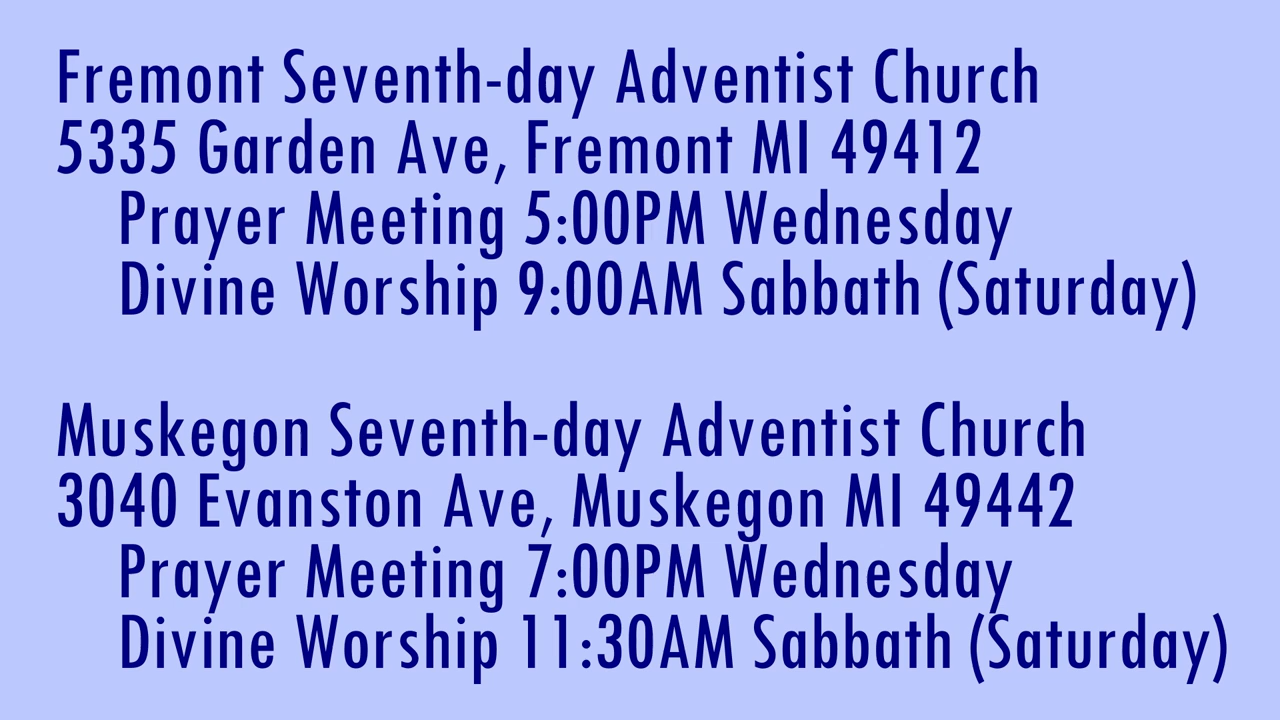 Fremont Seventh-day Adventist Church
5335 Garden Ave, Fremont MI 49412
Prayer Meeting 5:00PM Wednesday
Divine Worship 9:00AM Sabbath (Saturday)
Muskegon Seventh-day Adventist Church
3040 Evanston Ave, Muskegon MI 49442
Prayer Meeting 7:00PM Wednesday
Divine Worship 11:30AM Sabbath (Saturday)